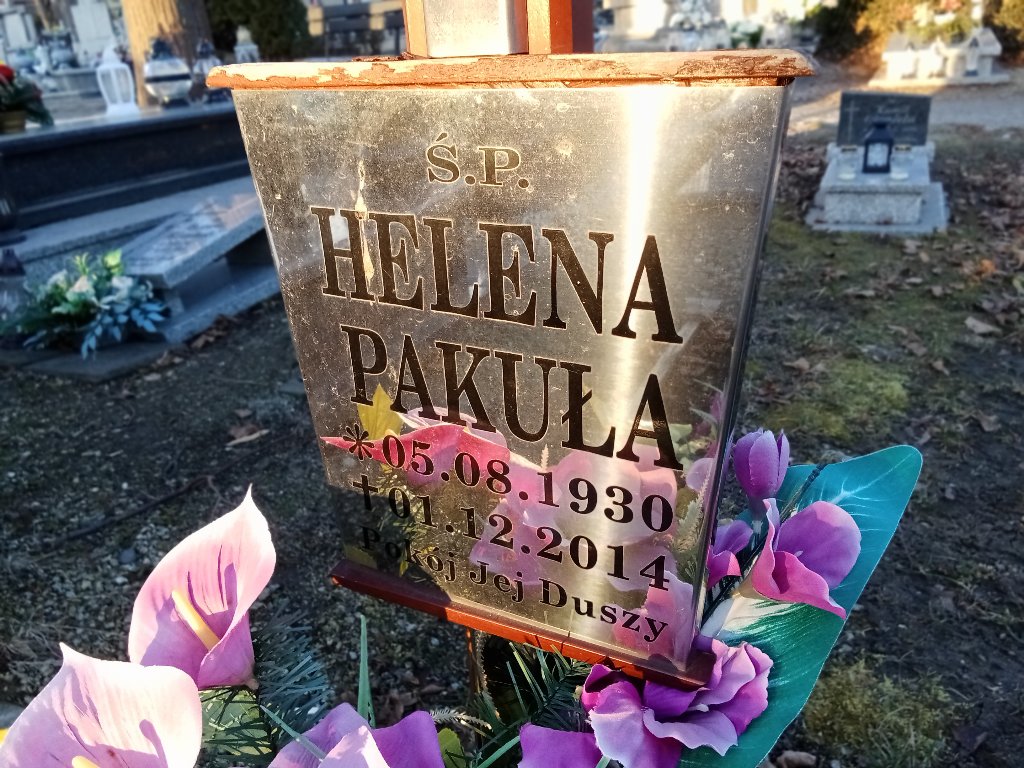 Ś.P.
HELENA
PAKUŁA
* 05.08.1930
† 01.12.2014
Pokój Jej Duszy